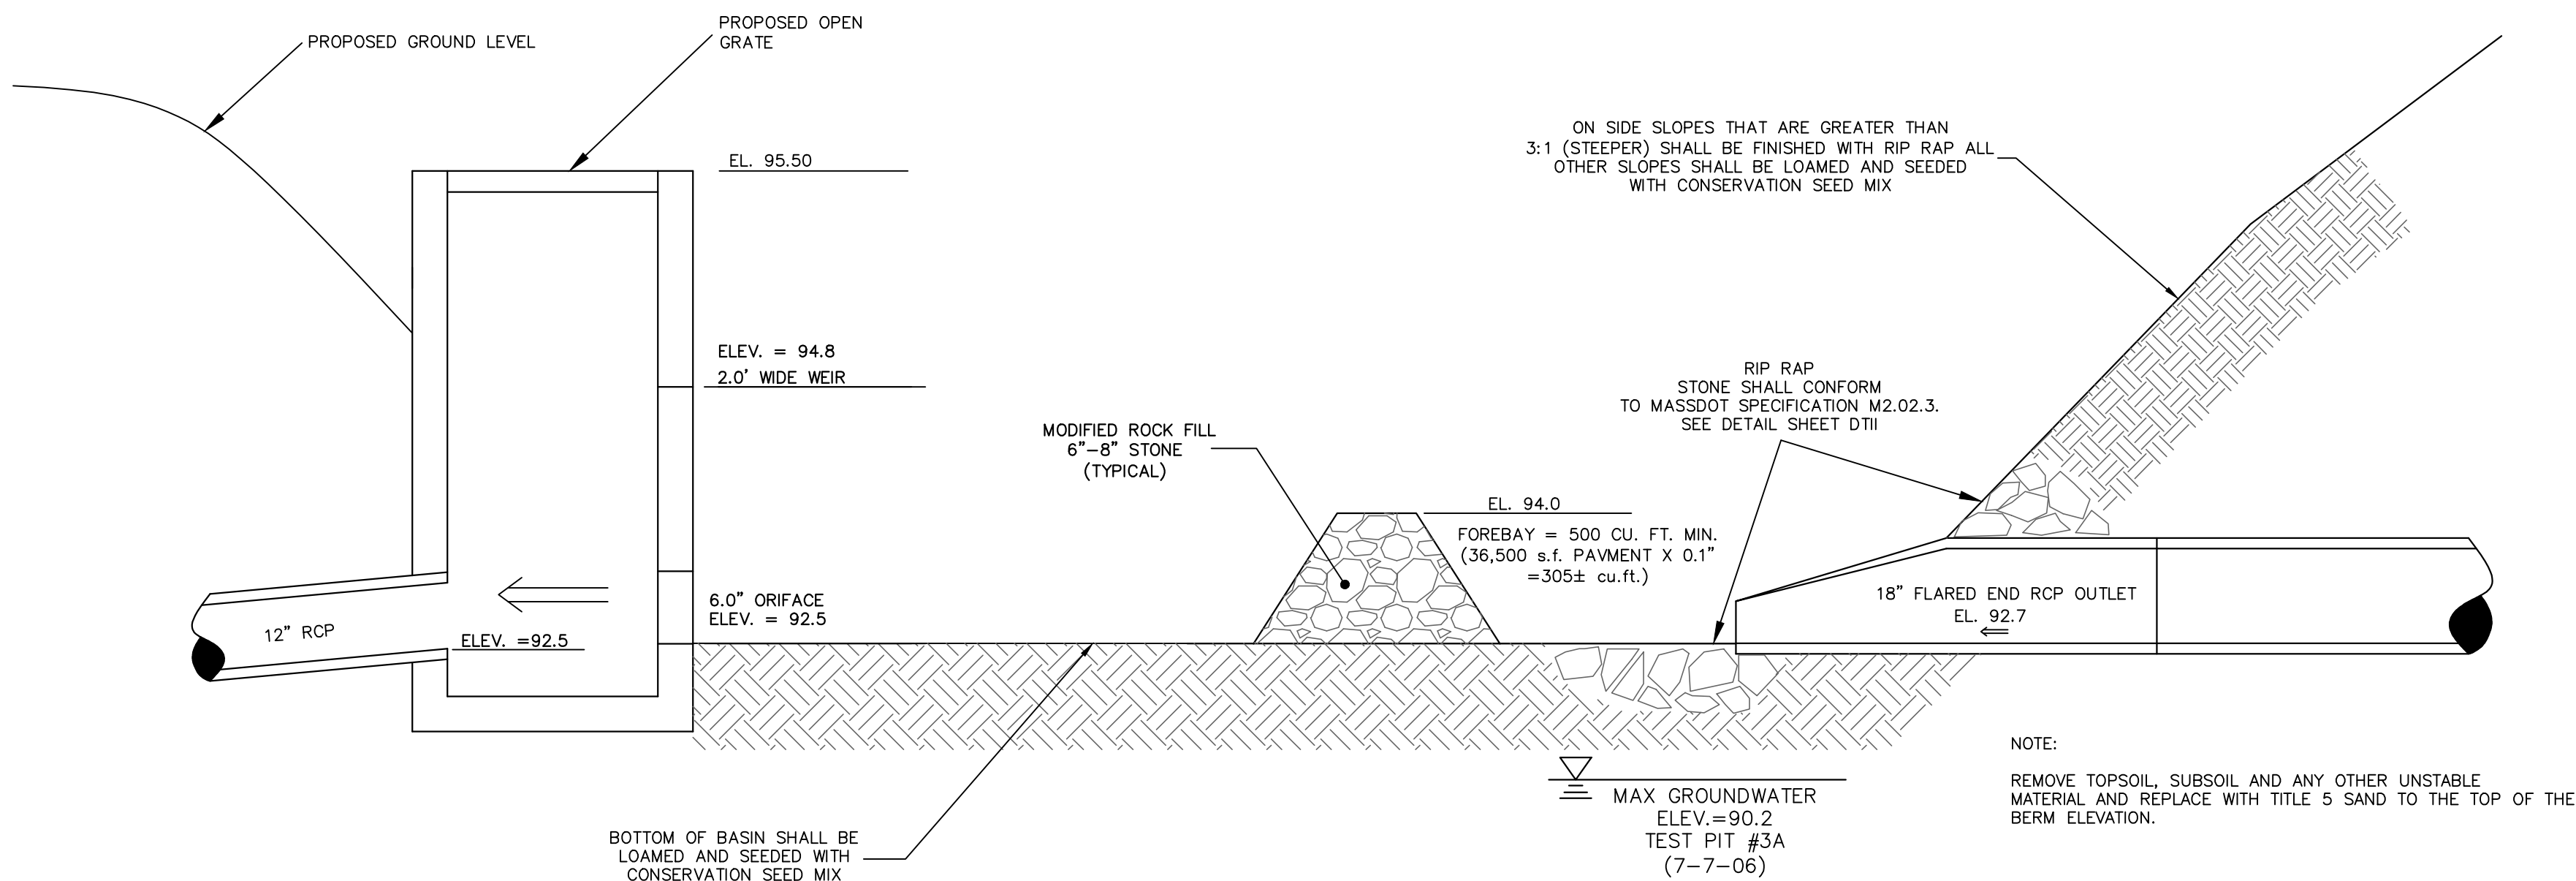 PROPOSED GROUND LEVEL
PROPOSED OPEN
GRATE
EL. 95.50
ELEV. = 94.8
2.0' WIDE WEIR
6.0" ORIFACE
ELEV. = 92.5
12" RCP
ELEV. =92.5
MODIFIED ROCK FILL
6"-8" STONE
(TYPICAL)
EL. 94.0
FOREBAY = 500 CU. FT. MIN.
(36,500 s.f. PAVMENT X 0.1"
=305± cu.ft.)
ON SIDE SLOPES THAT ARE GREATER THAN
3:1 (STEEPER) SHALL BE FINISHED WITH RIP RAP ALL
OTHER SLOPES SHALL BE LOAMED AND SEEDED
WITH CONSERVATION SEED MIX
RIP RAP
STONE SHALL CONFORM
TO MASSDOT SPECIFICATION M2.02.3.
SEE DETAIL SHEET DTII
18" FLARED END RCP OUTLET
EL. 92.7
BOTTOM OF BASIN SHALL BE
LOAMED AND SEEDED WITH
CONSERVATION SEED MIX
MAX GROUNDWATER
ELEV.=90.2
TEST PIT #3A
(7-7-06)
NOTE:
REMOVE TOPSOIL, SUBSOIL AND ANY OTHER UNSTABLE
MATERIAL AND REPLACE WITH TITLE 5 SAND TO THE TOP OF THE
BERM ELEVATION.